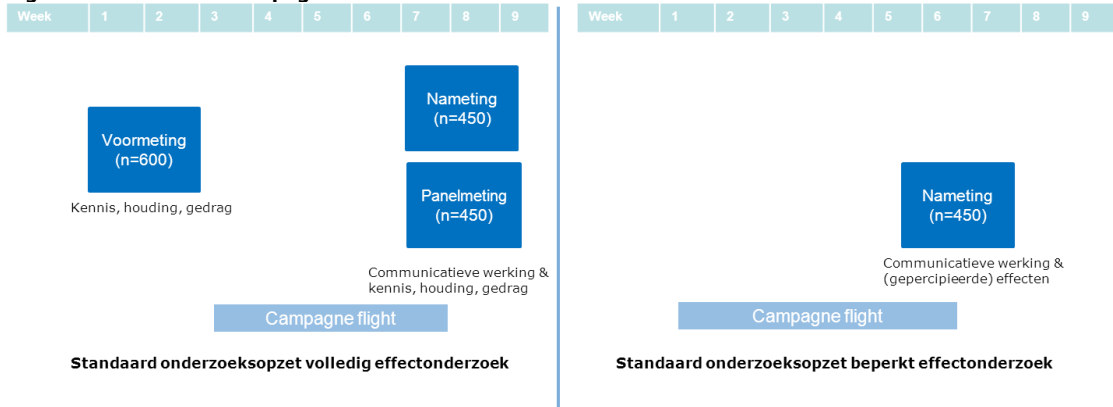 Week 1 2 3 4 5 6 7 8 9
Voormeting
(n=600)
Kennis, houding, gedrag
Nameting
(n=450)
Panelmeting
(n=450)
Communicatieve werking &
kennis, houding, gedrag
Campagne flight
Standaard onderzoeksopzet volledig effectonderzoek
Week 1 2 3 4 5 6 7 8 9
Nameting
(n=450)
Communicatieve werking &
(gepercipieerde) effecten
Campagne flight
Standaard onderzoeksopzet beperkt effectonderzoek